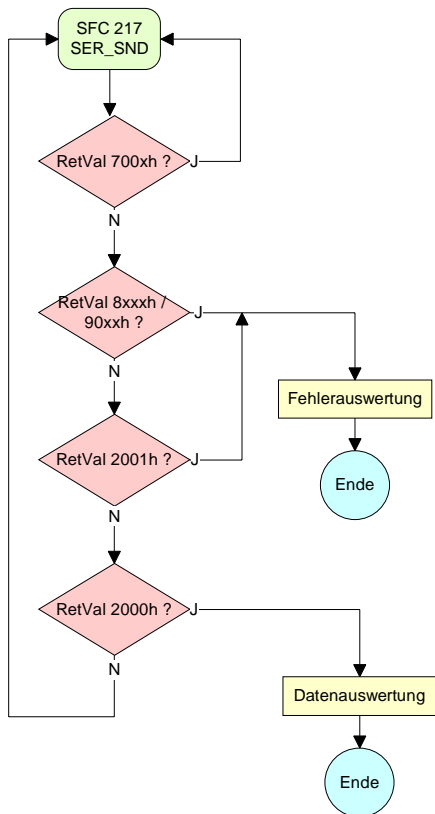 SFC 217
SER_SND
RetVal 700xh ?
J
N
RetVal 8xxxh /
90xxh ?
J
N
Fehlerauswertung
RetVal 2001h ?
J
Ende
N
RetVal 2000h ?
J
N
Datenauswertung
Ende